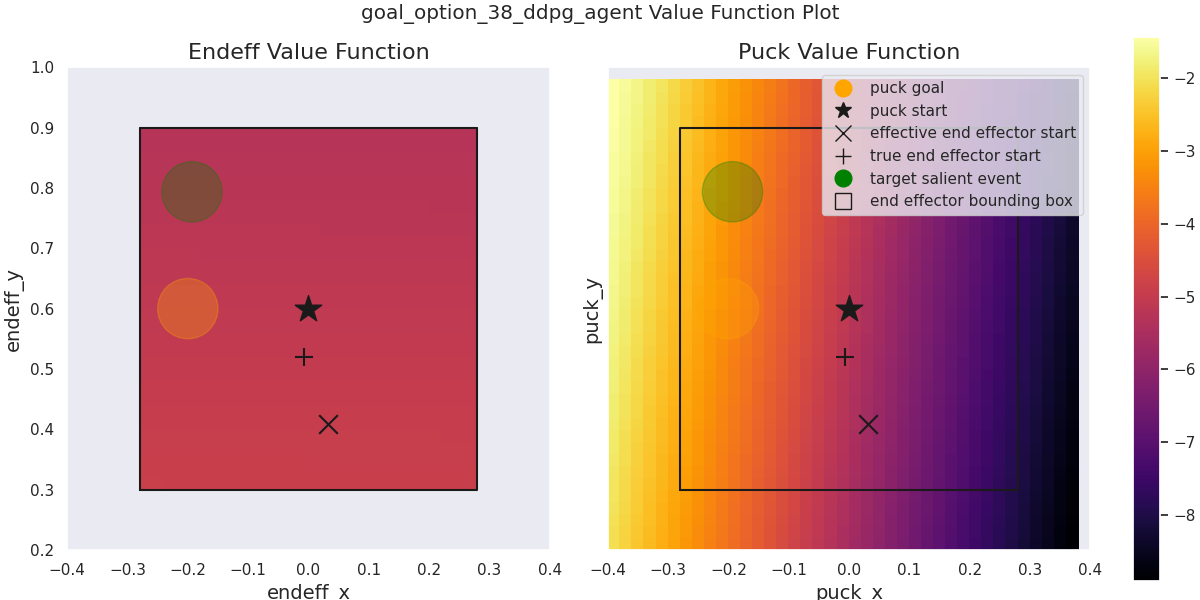 goal_option_38_ddpg_agent Value Function Plot
Endeff Value Function
Puck Value Function
1.0
0.9
0.8
0.7
0.6
0.5
0.4
0.3
0.2
endeff_y
−0.4 −0.3 −0.2 −0.1 0.0 0.1 0.2 0.3 0.4
endeff_x
puck_y
puck goal
puck start
effective end effector start
true end effector start
target salient event
end effector bounding box
−0.4 −0.3 −0.2 −0.1 0.0 0.1 0.2 0.3 0.4
puck_x
−2
−3
−4
−5
−6
−7
−8